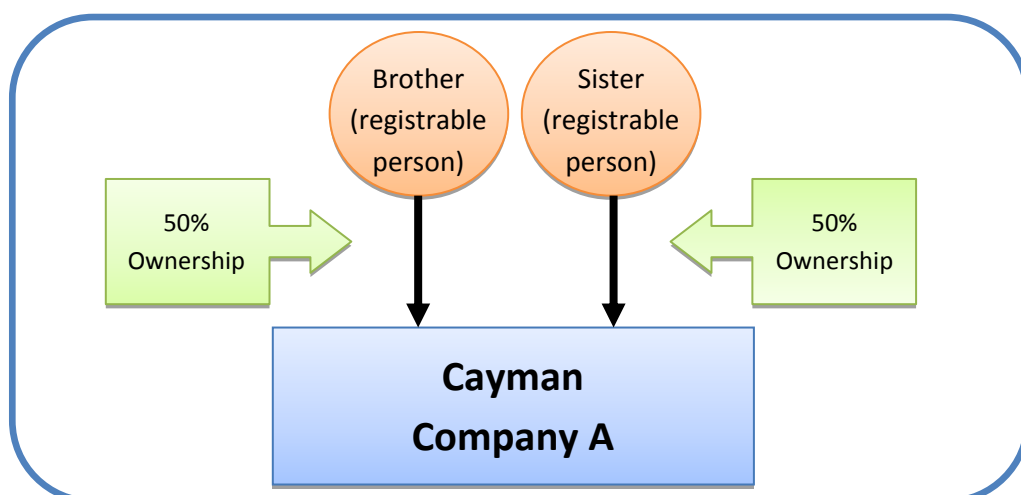 Brother
(registrable
person)
Sister
(registrable
person)
50%
Ownership
50%
Ownership
Cayman
Company A